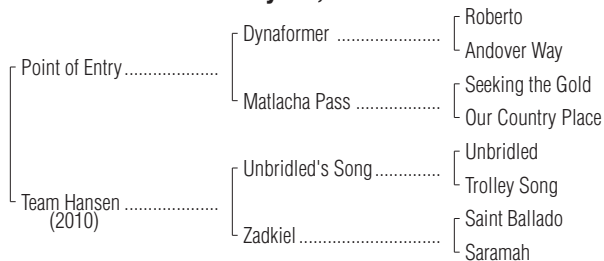 Roberto
Dynaformer ....................
Andover Way
Point of Entry ....................
Seeking the Gold
Matlacha Pass .................
Our Country Place
Unbridled
Unbridled's Song ...............
Trolley Song
Team Hansen ....................
(2010)
Saint Ballado
Zadkiel ............................
Saramah